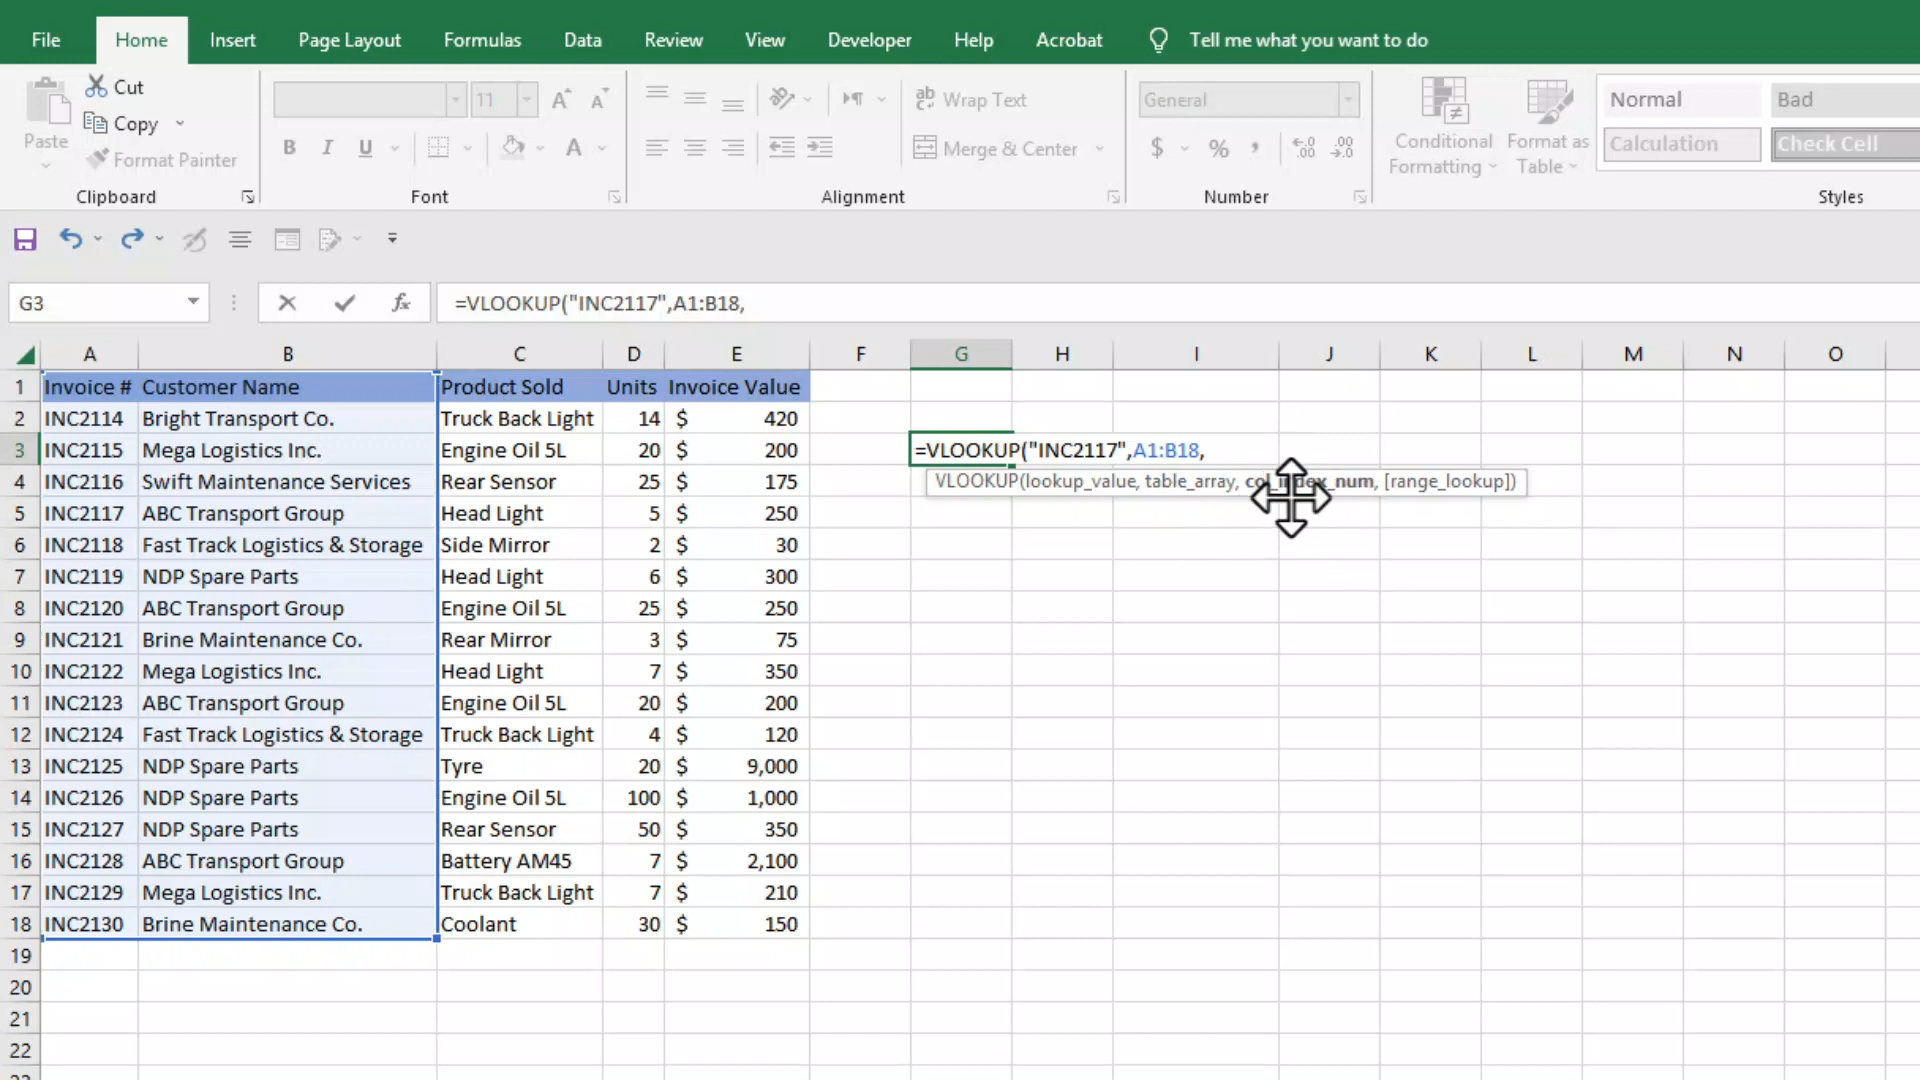 File Home Insert Page Layout Formulas Data Review View Developer Help Acrobat Tell me what you want to do
Paste
Cut
Copy
Format Painter
Clipboard
11
B I U
Font
Wrap Text
Merge & Center
Alignment
General
$ % ,
Number
Conditional Formatting
Format as Table
Normal Bad
Calculation Check Cell
Styles
G3 fx =VLOOKUP("INC2117",A1:B18,
A B C D E F G H I J K L M N O
1 Invoice # Customer Name Product Sold Units Invoice Value
2 INC2114 Bright Transport Co. Truck Back Light 14 $ 420
3 INC2115 Mega Logistics Inc. Engine Oil 5L 20 $ 200 =VLOOKUP("INC2117",A1:B18,
VLOOKUP(lookup_value, table_array, col_index_num, [range_lookup])
4 INC2116 Swift Maintenance Services Rear Sensor 25 $ 175
5 INC2117 ABC Transport Group Head Light 5 $ 250
6 INC2118 Fast Track Logistics & Storage Side Mirror 2 $ 30
7 INC2119 NDP Spare Parts Head Light 6 $ 300
8 INC2120 ABC Transport Group Engine Oil 5L 25 $ 250
9 INC2121 Brine Maintenance Co. Rear Mirror 3 $ 75
10 INC2122 Mega Logistics Inc. Head Light 7 $ 350
11 INC2123 ABC Transport Group Engine Oil 5L 20 $ 200
12 INC2124 Fast Track Logistics & Storage Truck Back Light 4 $ 120
13 INC2125 NDP Spare Parts Tyre 20 $ 9,000
14 INC2126 NDP Spare Parts Engine Oil 5L 100 $ 1,000
15 INC2127 NDP Spare Parts Rear Sensor 50 $ 350
16 INC2128 ABC Transport Group Battery AM45 7 $ 2,100
17 INC2129 Mega Logistics Inc. Truck Back Light 7 $ 210
18 INC2130 Brine Maintenance Co. Coolant 30 $ 150
19
20
21
22